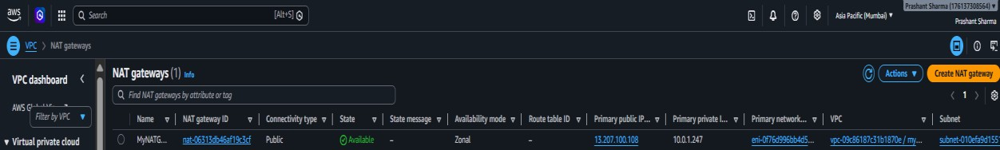 aws Search [Alt+S] Asia Pacific (Mumbai) Prashant Sharma (176137308564)
Prashant Sharma
VPC > NAT gateways
VPC dashboard
NAT gateways (1) Info Actions Create NAT gateway
Find NAT gateways by attribute or tag 1
AWS
Filter by VPC
Name NAT gateway ID Connectivity type State State message Availability mode Route table ID Primary public IP... Primary private I... Primary network... VPC Subnet
MyNATG... nat-06313db46af19c3cf Public Available – Zonal – 13.207.100.108 10.0.1.247 eni-0f76d996bb4d5... vpc-09c86187c31b1870e / my... subnet-010efa9d155
Virtual private cloud